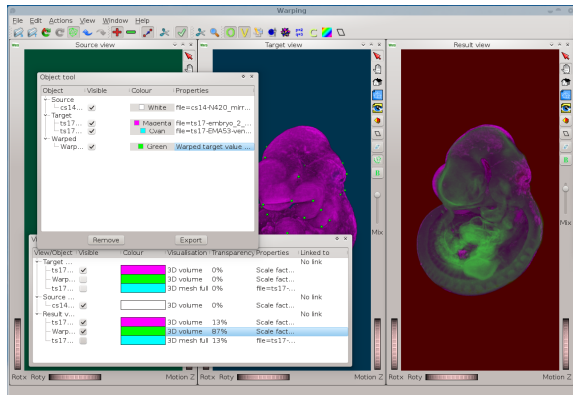 Warping
File Edit Actions View Window Help
Source view
Target view
Result view
Object tool
Object Visible Colour Properties
Source
cs14... White file=cs14-N420_mirr...
Target
ts17... Magenta file=ts17-embryo_2_...
ts17... Cyan file=ts17-EMA53-ven...
Warped
Warp... Green Warped target value ...
Remove Export
Mix
Mix
View/Object Visible Colour Visualisation Transparency Properties Linked to
Target ... No link
ts17... 3D volume 0% Scale fact...
Warp... 3D volume 0% Scale fact...
ts17... 3D mesh full 0% file=ts17-...
Source ... No link
cs14... 3D volume 0% Scale fact...
Result v... No link
ts17... 3D volume 13% Scale fact...
Warp... 3D volume 87% Scale fact...
ts17... 3D mesh full 13% file=ts17-...
Rotx Roty Motion Z
Rotx Roty Motion Z
Rotx Roty Motion Z